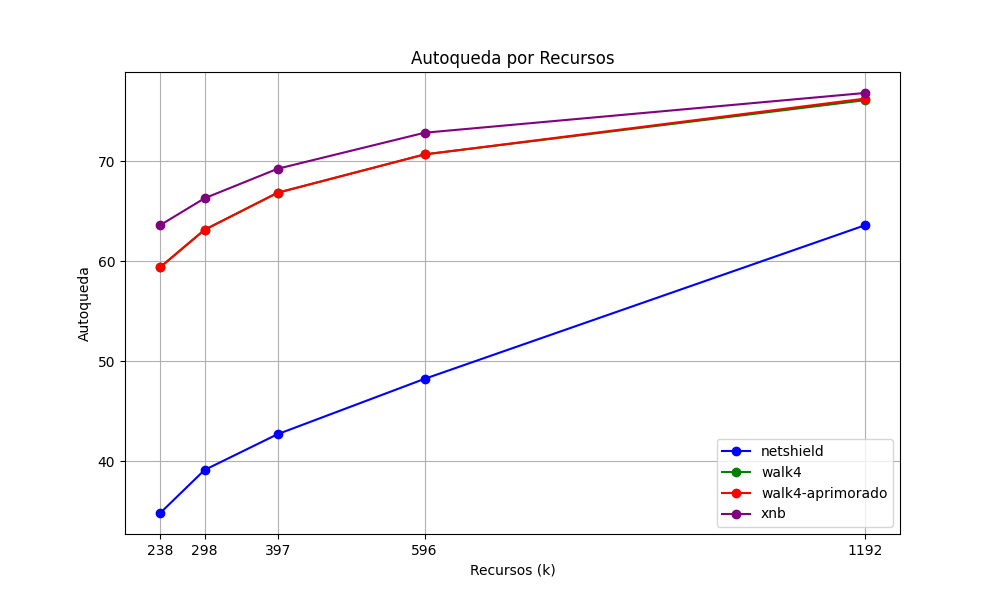 Autoqueda por Recursos
Autoqueda
70
60
50
40
238 298 397 596 1192
Recursos (k)
netshield
walk4
walk4-aprimorado
xnb